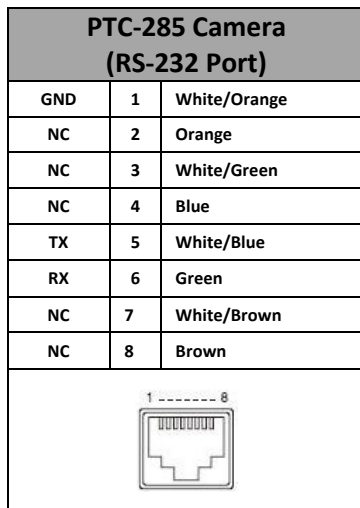 PTC-285 Camera
(RS-232 Port)
GND 1 White/Orange
NC 2 Orange
NC 3 White/Green
NC 4 Blue
TX 5 White/Blue
RX 6 Green
NC 7 White/Brown
NC 8 Brown
1 ------- 8